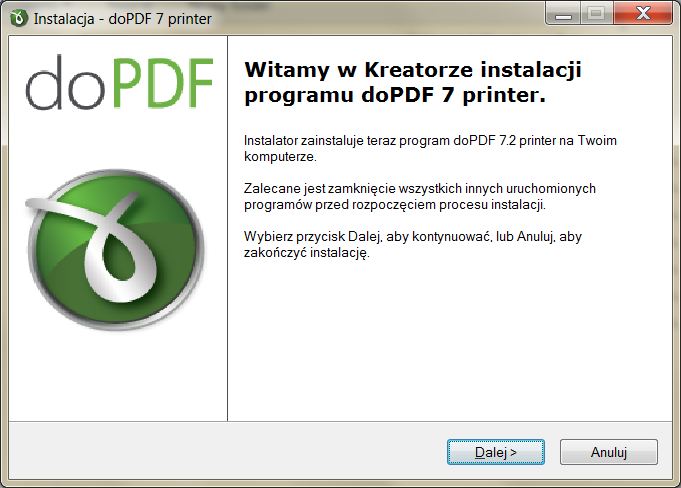 Instalacja - doPDF 7 printer
doPDF
Witamy w Kreatorze instalacji
programu doPDF 7 printer.
Instalator zainstaluje teraz program doPDF 7.2 printer na Twoim
komputerze.
Zalecane jest zamknięcie wszystkich innych uruchomionych
programów przed rozpoczęciem procesu instalacji.
Wybierz przycisk Dalej, aby kontynuować, lub Anuluj, aby
zakończyć instalację.
Dalej >
Anuluj